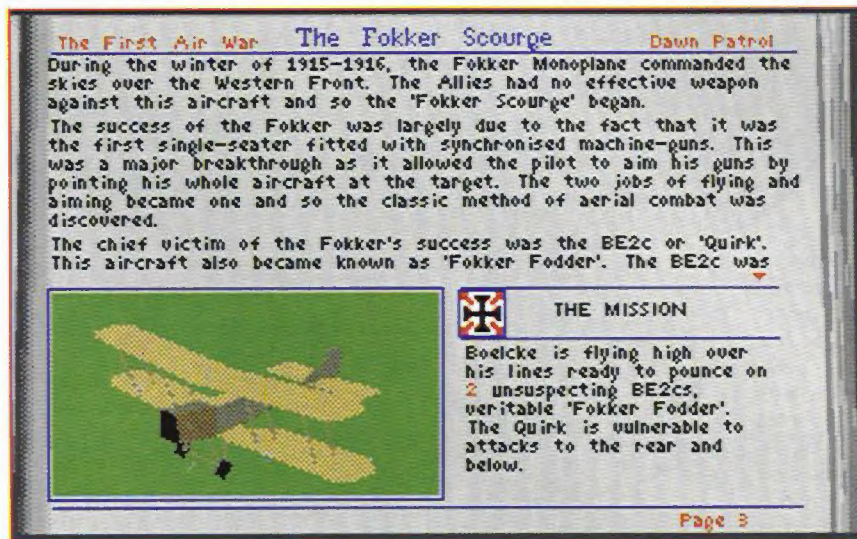 The First Air War The Fokker Scourge Dawn Patrol
During the winter of 1915-1916, the Fokker Monoplane commanded the
skies over the Western Front. The Allies had no effective weapon
against this aircraft and so the 'Fokker Scourge' began.
The success of the Fokker was largely due to the fact that it was
the first single-seater fitted with synchronised machine-guns. This
was a major breakthrough as it allowed the pilot to aim his guns by
pointing his whole aircraft at the target. The two jobs of flying and
aiming became one and so the classic method of aerial combat was
discovered.
The chief victim of the Fokker's success was the BE2c or 'Quirk'.
This aircraft also became known as 'Fokker Fodder'. The BE2c was
THE MISSION
Boelcke is flying high over
his lines ready to pounce on
2 unsuspecting BE2cs,
veritable 'Fokker Fodder'.
The Quirk is vulnerable to
attacks to the rear and
below.
Page 3